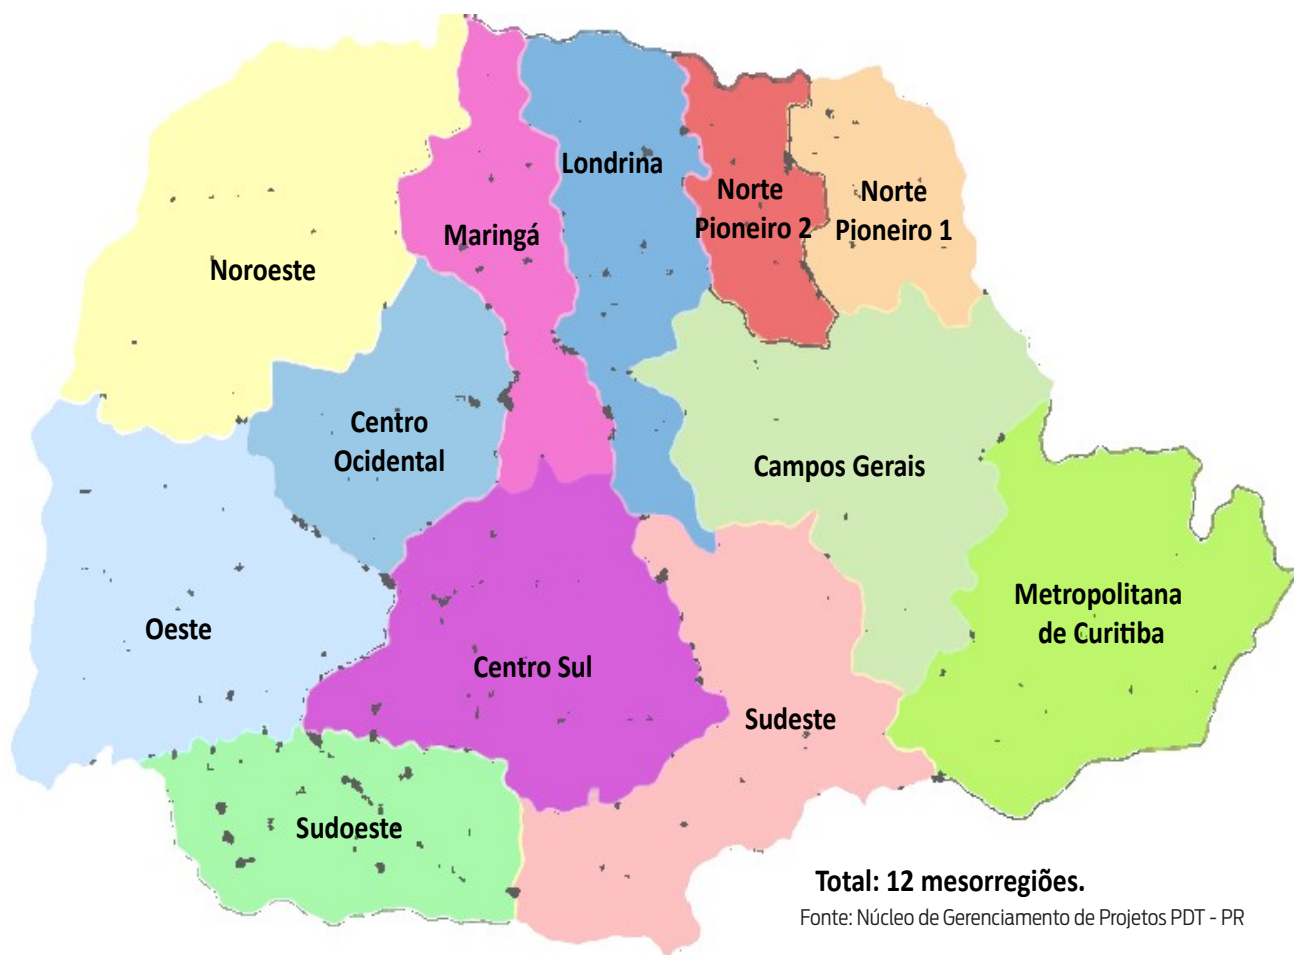 Londrina
Norte
Pioneiro 2
Norte
Pioneiro 1
Maringá
Noroeste
Centro
Ocidental
Campos Gerais
Oeste
Metropolitana
de Curitiba
Centro Sul
Sudeste
Sudoeste
Total: 12 mesorregiões.
Fonte: Núcleo de Gerenciamento de Projetos PDT - PR